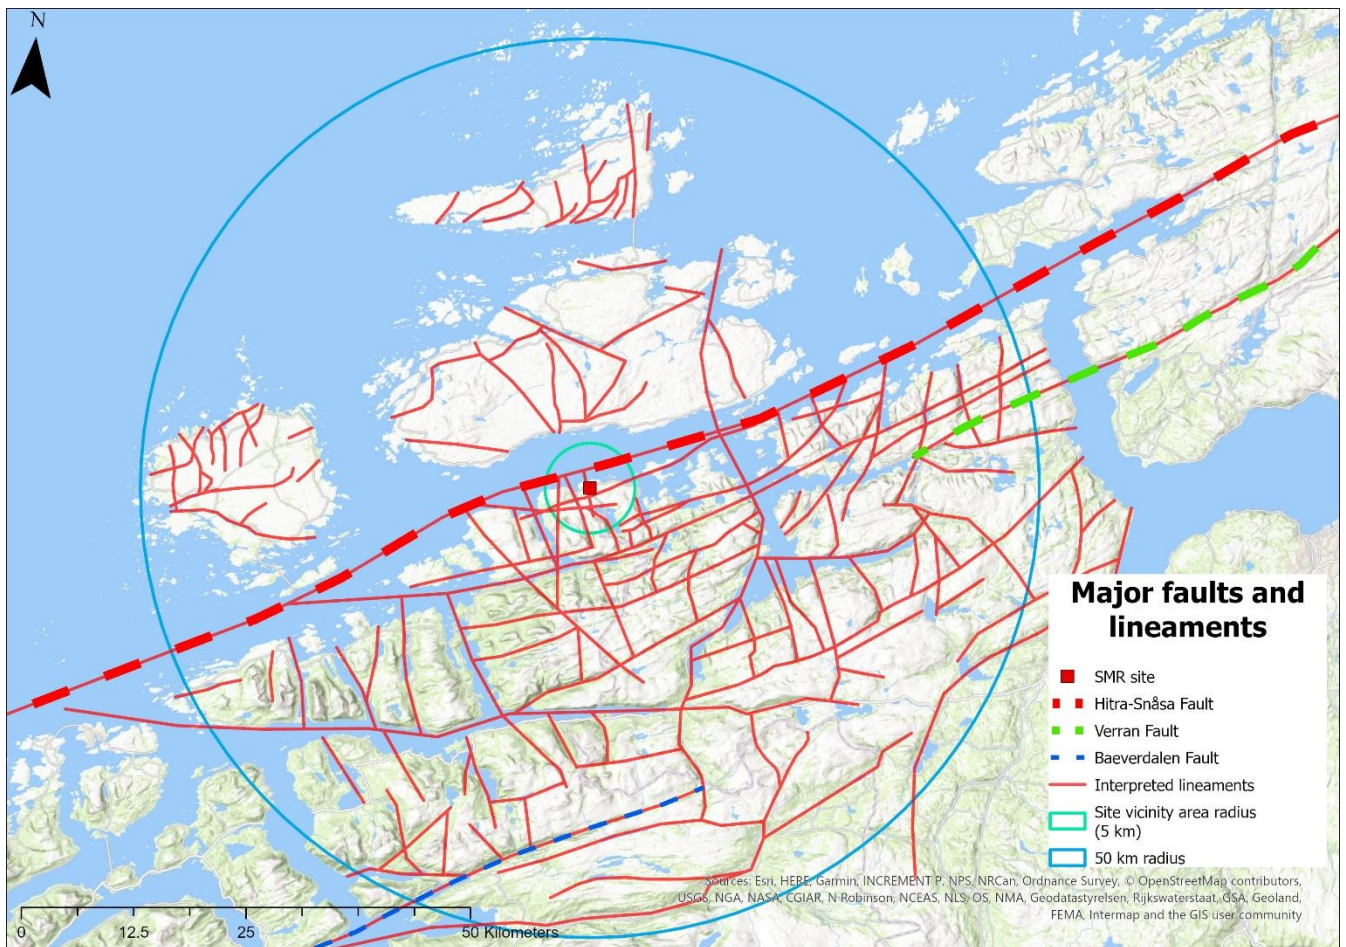 N
Major faults and
lineaments
SMR site
Hitra-Snåsa Fault
Verran Fault
Baeverdalen Fault
Interpreted lineaments
Site vicinity area radius
(5 km)
50 km radius
Sources: Esri, HERE, Garmin, INCREMENT P, NPS, NRCan, Ordnance Survey, © OpenStreetMap contributors,
USGS, NGA, NASA, CGIAR, N Robinson, NCEAS, NLS, OS, NMA, Geodatastyrelsen, Rijkswaterstaat, GSA, Geoland,
FEMA, Intermap and the GIS user community
0 12.5 25 50 Kilometers